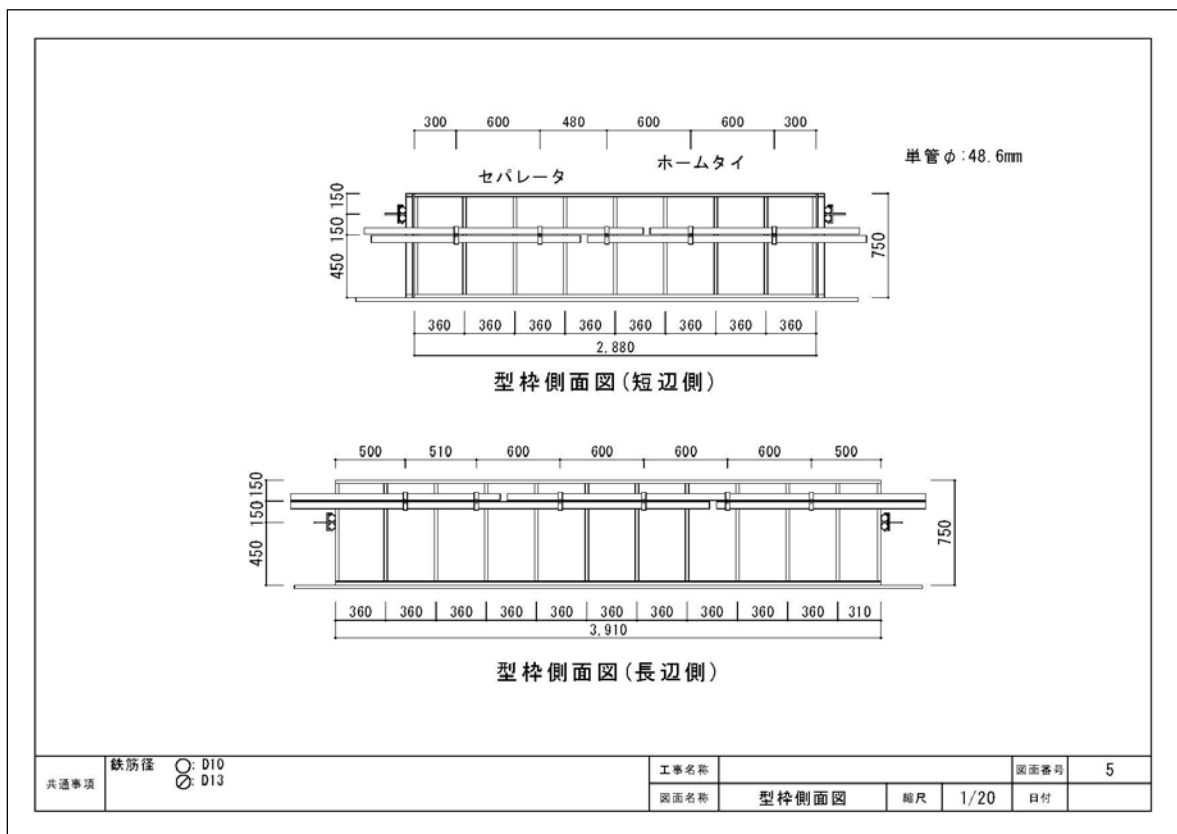 300 600 480 600 600 300
単管φ:48.6mm
ホームタイ
セパレータ
150
150
450
750
360 360 360 360 360 360 360 360
2,880
型枠側面図(短辺側)
500 510 600 600 600 600 500
150
150
450
750
360 360 360 360 360 360 360 360 360 360 310
3,910
型枠側面図(長辺側)
共通事項 鉄筋径 ○: D10
⊘: D13
工事名称 図面番号 5
図面名称 型枠側面図 縮尺 1/20 日付